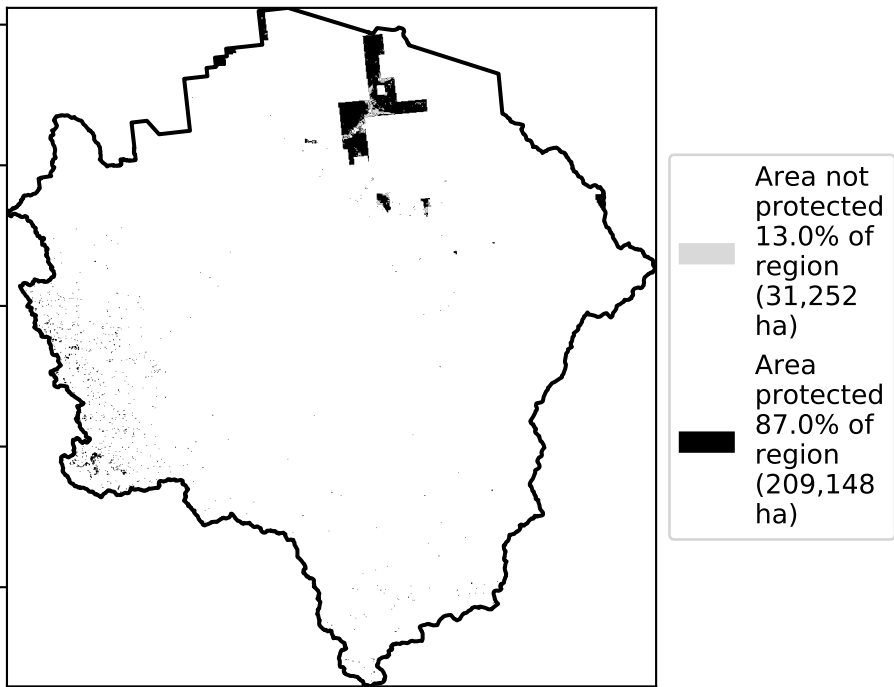 Area not
protected
13.0% of
region
(31,252
ha)
Area
protected
87.0% of
region
(209,148
ha)